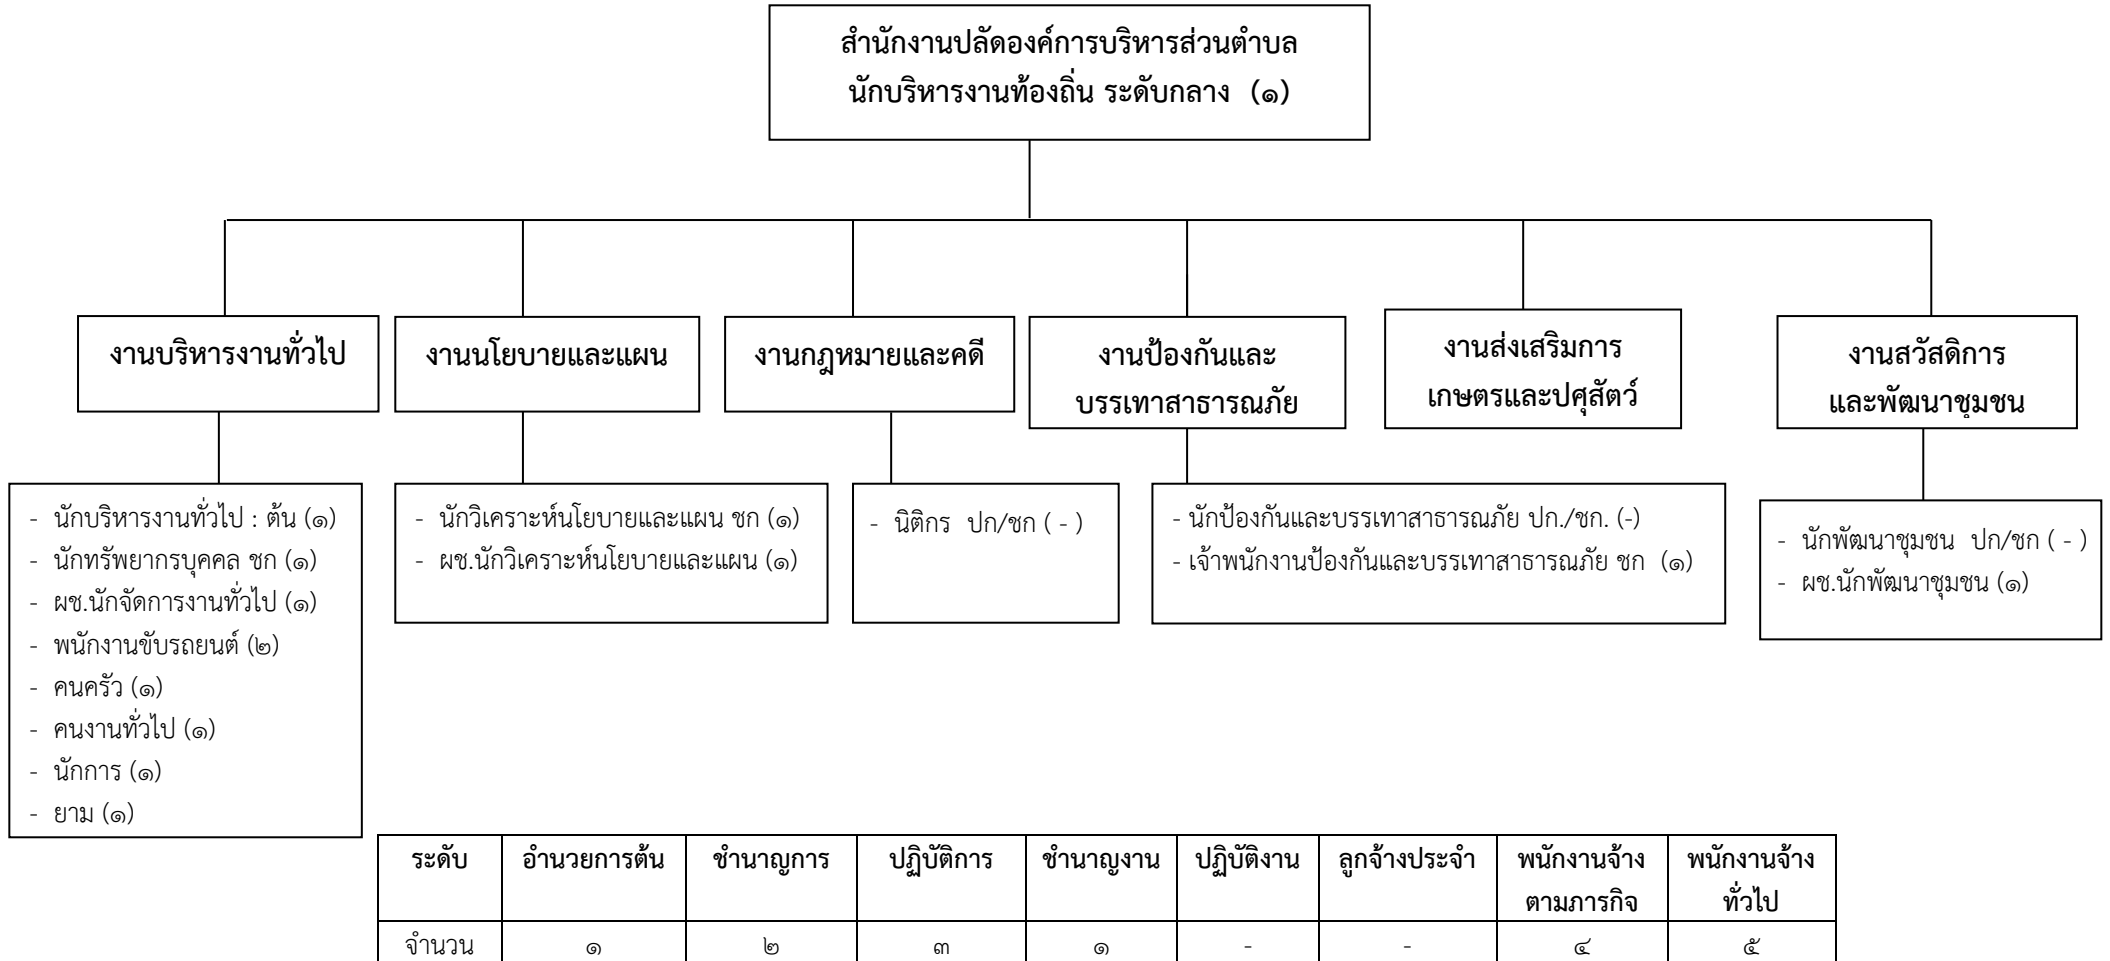 สำนักงานปลัดองค์การบริหารส่วนตำบล
นักบริหารงานท้องถิ่น ระดับกลาง (๑)
งานบริหารงานทั่วไป
งานนโยบายและแผน
งานกฎหมายและคดี
งานป้องกันและ
บรรเทาสาธารณภัย
งานส่งเสริมการ
เกษตรและปศุสัตว์
งานสวัสดิการ
และพัฒนาชุมชน
- นักบริหารงานทั่วไป : ต้น (๑)
- นักทรัพยากรบุคคล ชก (๑)
- ผช.นักจัดการงานทั่วไป (๑)
- พนักงานขับรถยนต์ (๒)
- คนครัว (๑)
- คนงานทั่วไป (๑)
- นักการ (๑)
- ยาม (๑)
- นักวิเคราะห์นโยบายและแผน ชก (๑)
- ผช.นักวิเคราะห์นโยบายและแผน (๑)
- นิติกร ปก/ชก ( - )
- นักป้องกันและบรรเทาสาธารณภัย ปก./ชก. (-)
- เจ้าพนักงานป้องกันและบรรเทาสาธารณภัย ชก (๑)
- นักพัฒนาชุมชน ปก/ชก ( - )
- ผช.นักพัฒนาชุมชน (๑)
ระดับ อำนวยการต้น ชำนาญการ ปฏิบัติการ ชำนาญงาน ปฏิบัติงาน ลูกจ้างประจำ พนักงานจ้าง พนักงานจ้าง
ตามภารกิจ ทั่วไป
จำนวน ๑ ๒ ๓ ๑ - - ๔ ๕